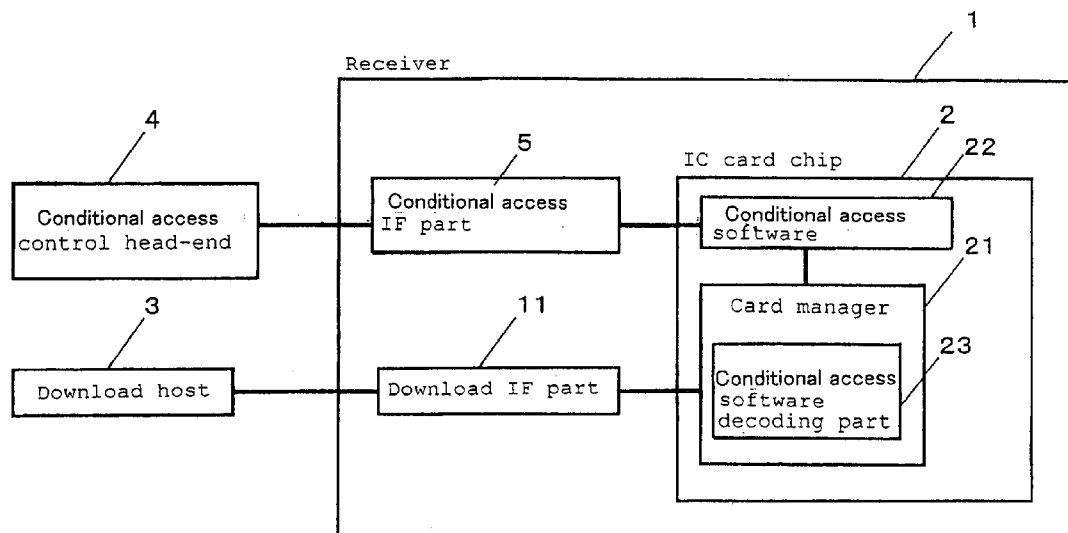 1
Receiver
4
5
2
22
IC card chip
Conditional access
control head-end
Conditional access
IF part
Conditional access
software
21
3
11
Card manager
23
Download host
Download IF part
Conditional access
software
decoding part